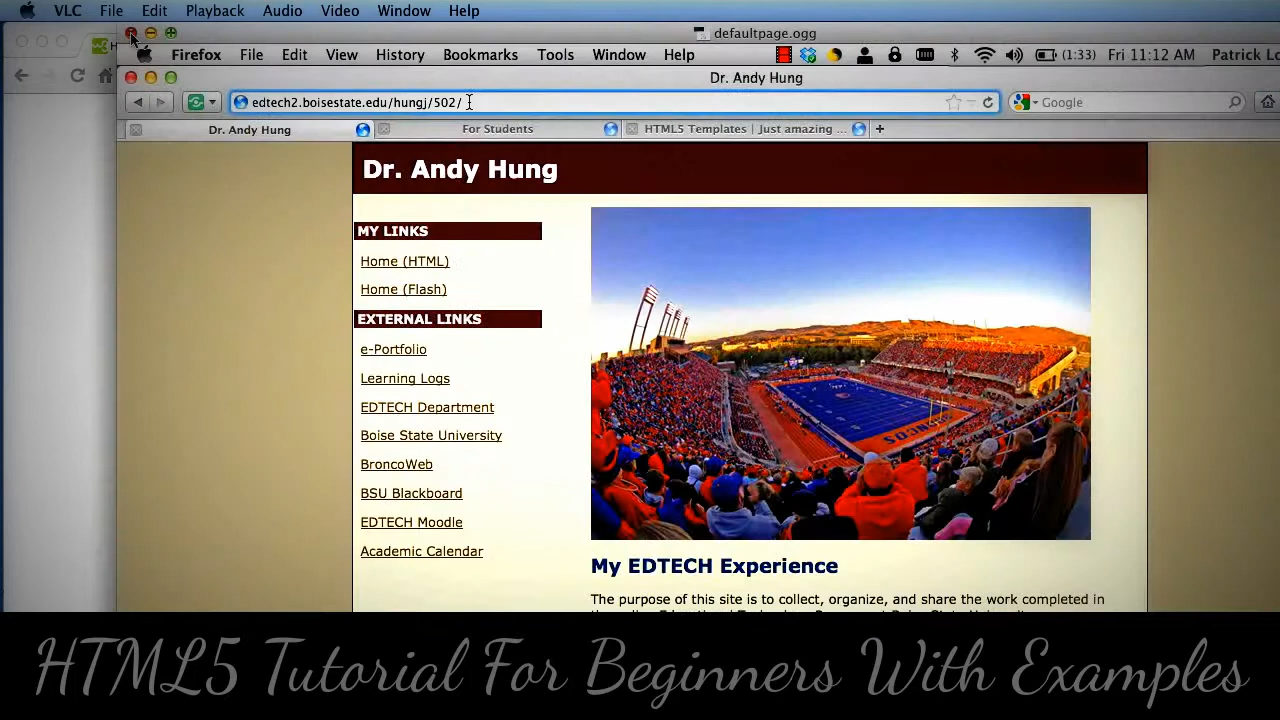 VLC File Edit Playback Audio Video Window Help
defaultpage.ogg
Firefox File Edit View History Bookmarks Tools Window Help (1:33) Fri 11:12 AM Patrick Lo
Dr. Andy Hung
edtech2.boisestate.edu/hungj/502/ Google
Dr. Andy Hung For Students HTML5 Templates | Just amazing ... +
Dr. Andy Hung
MY LINKS
Home (HTML)
Home (Flash)
EXTERNAL LINKS
e-Portfolio
Learning Logs
EDTECH Department
Boise State University
BroncoWeb
BSU Blackboard
EDTECH Moodle
Academic Calendar
My EDTECH Experience
The purpose of this site is to collect, organize, and share the work completed in
HTML5 Tutorial For Beginners With Examples